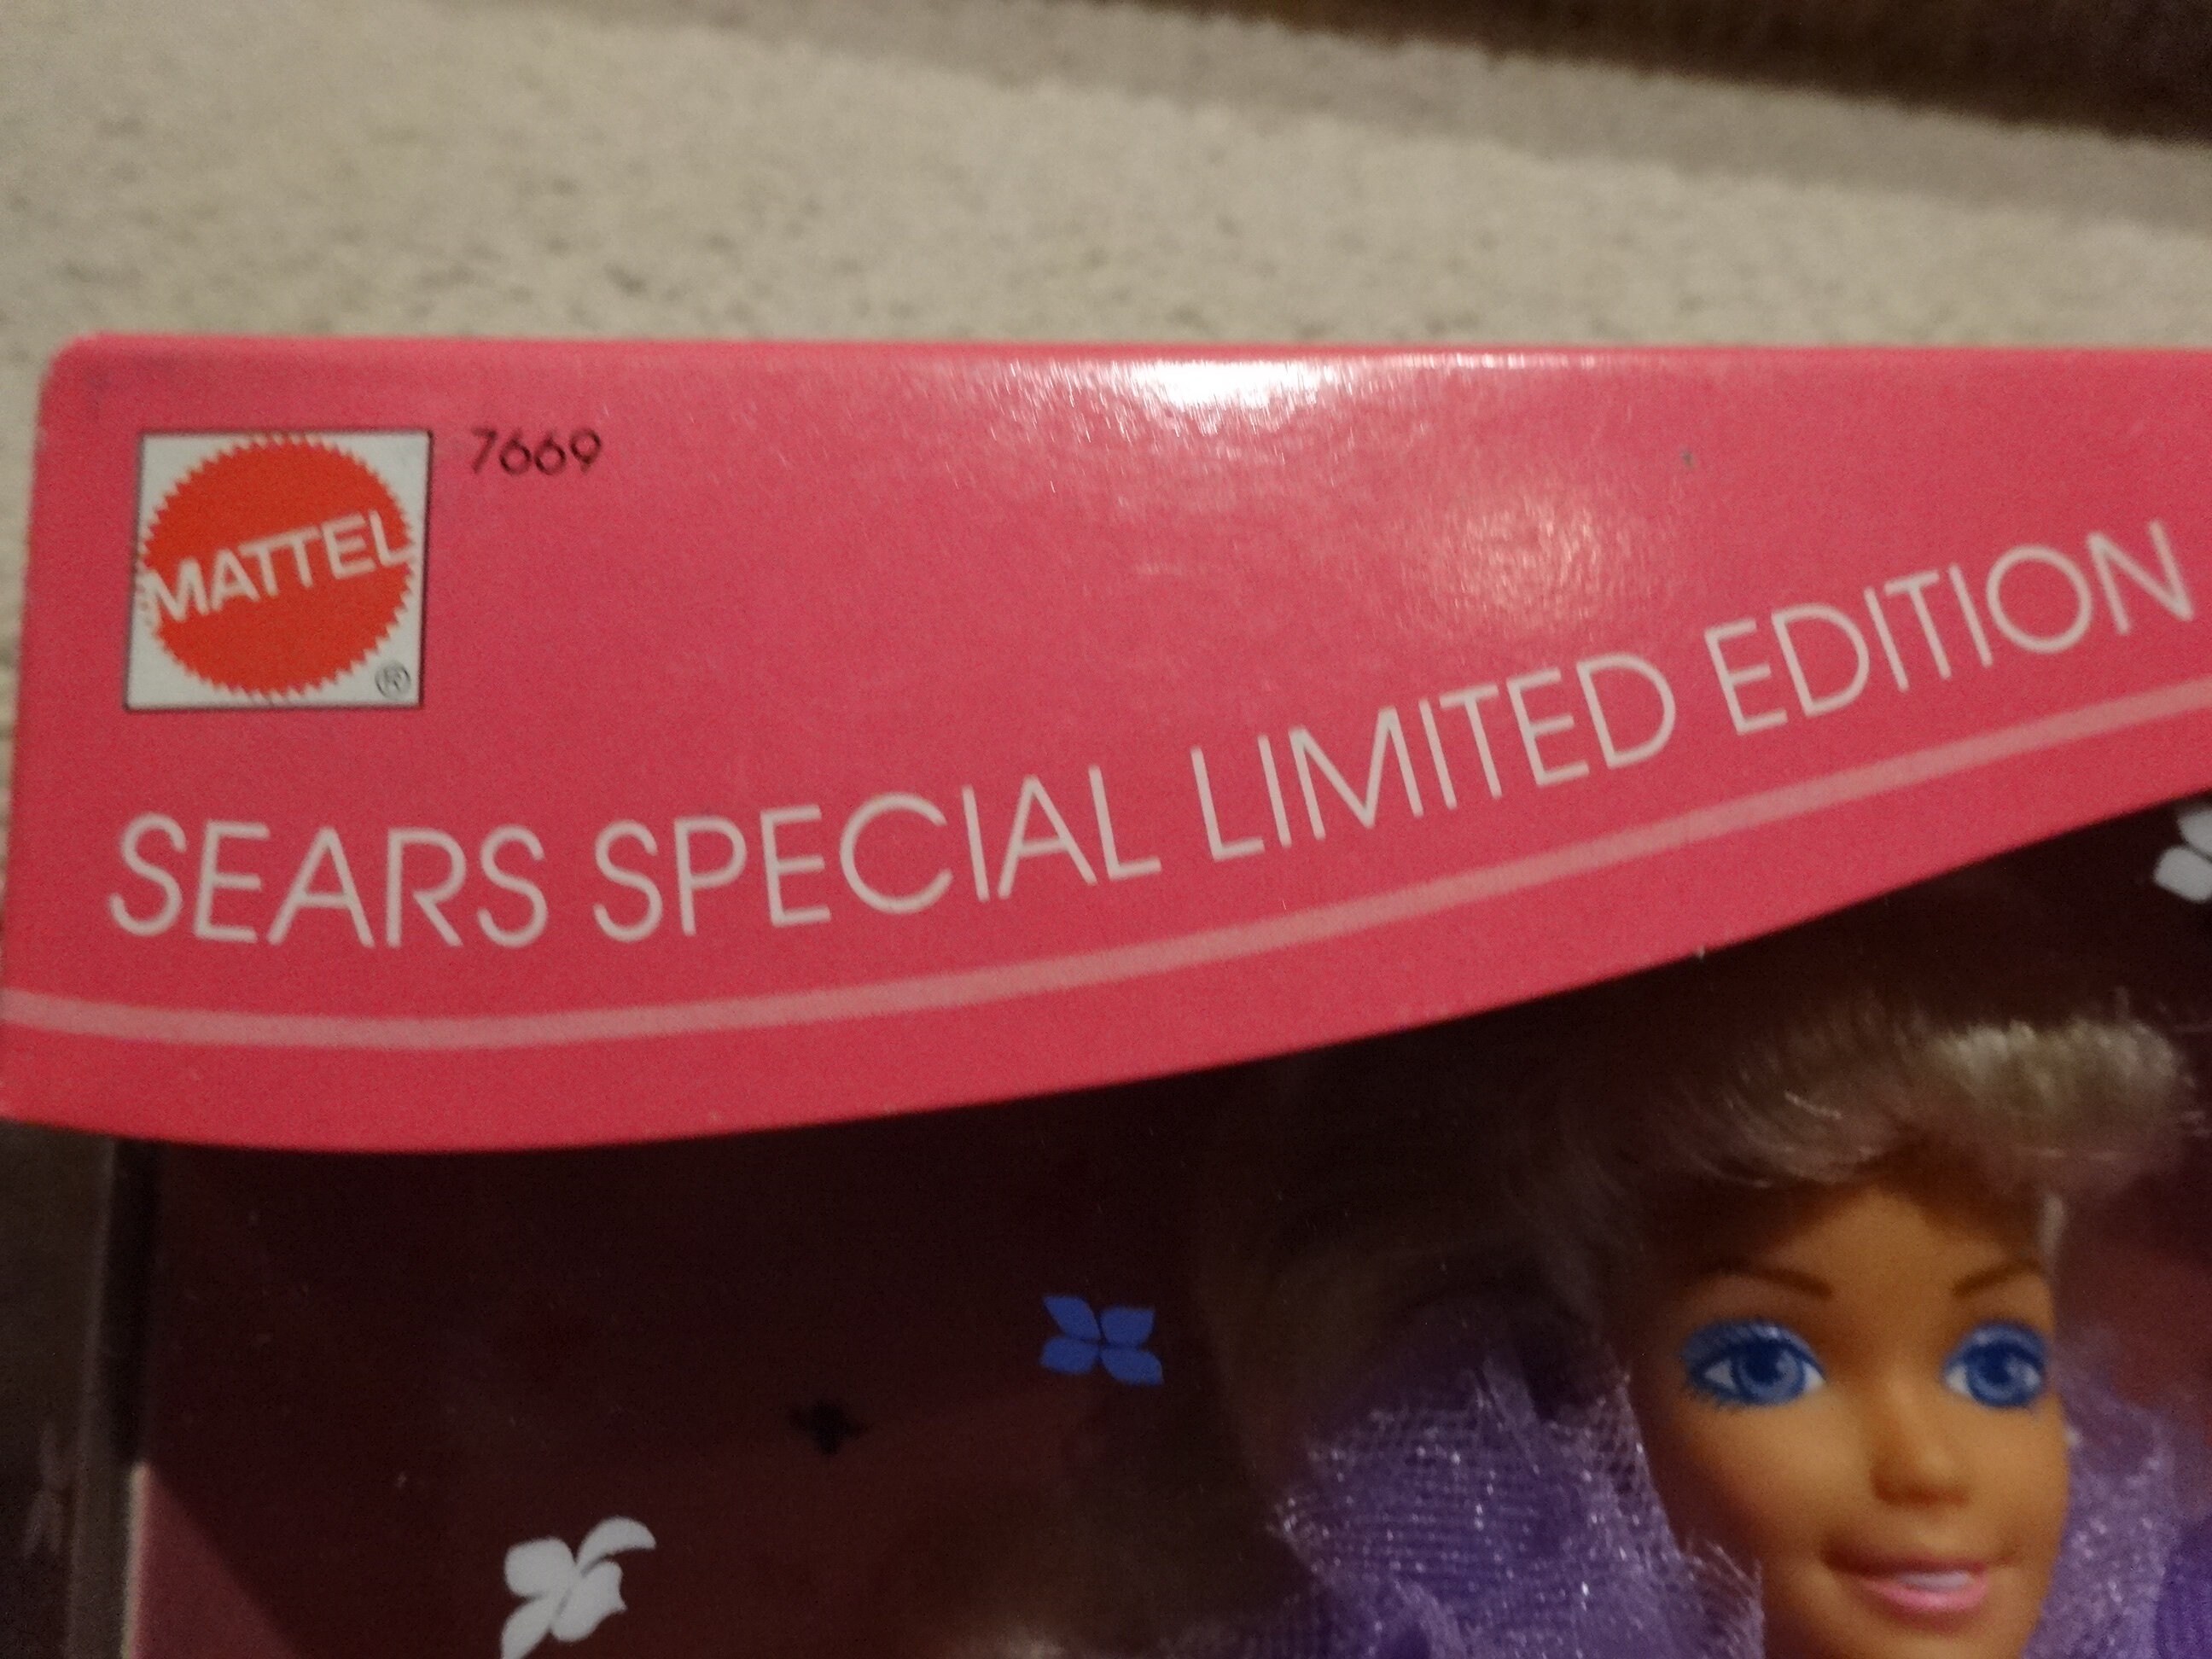 7669
MATTEL
®
SEARS SPECIAL LIMITED EDITION